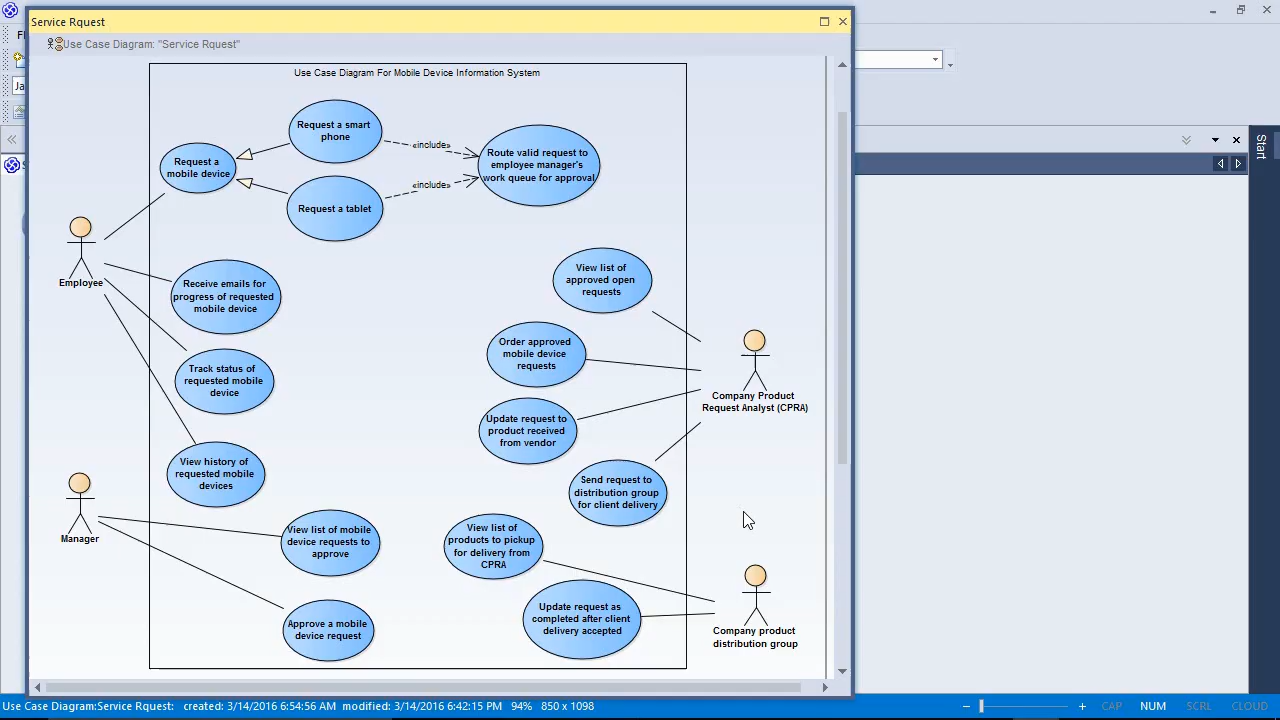 Service Rquest
Use Case Diagram: "Service Rquest"
Use Case Diagram For Mobile Device Information System
Request a smart
phone
Request a
mobile device
Request a tablet
«include»
«include»
Route valid request to
employee manager's
work queue for approval
Employee
Receive emails for
progress of requested
mobile device
Track status of
requested mobile
device
View history of
requested mobile
devices
View list of
approved open
requests
Order approved
mobile device
requests
Update request to
product received
from vendor
Send request to
distribution group
for client delivery
Company Product
Request Analyst (CPRA)
Manager
View list of mobile
device requests to
approve
Approve a mobile
device request
View list of
products to pickup
for delivery from
CPRA
Update request as
completed after client
delivery accepted
Company product
distribution group
Start
Use Case Diagram:Service Rquest: created: 3/14/2016 6:54:56 AM modified: 3/14/2016 6:42:15 PM 94% 850 x 1098
CAP NUM SCRL CLOUD